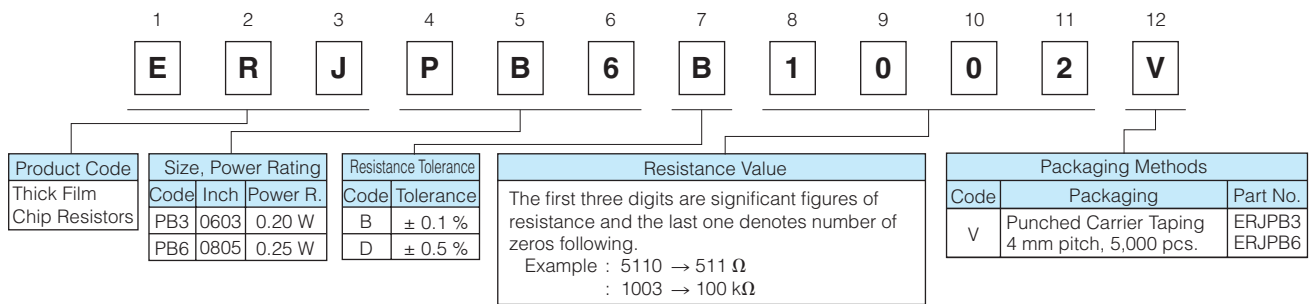 1 2 3 4 5 6 7 8 9 10 11 12
E R J P B 6 B 1 0 0 2 V
Product Code
Thick Film
Chip Resistors
Size, Power Rating
Code Inch Power R.
PB3 0603 0.20 W
PB6 0805 0.25 W
Resistance Tolerance
Code Tolerance
B ± 0.1 %
D ± 0.5 %
Resistance Value
The first three digits are significant figures of
resistance and the last one denotes number of
zeros following.
Example : 5110 → 511 Ω
: 1003 → 100 kΩ
Packaging Methods
Code Packaging Part No.
V Punched Carrier Taping
4 mm pitch, 5,000 pcs.
ERJPB3
ERJPB6